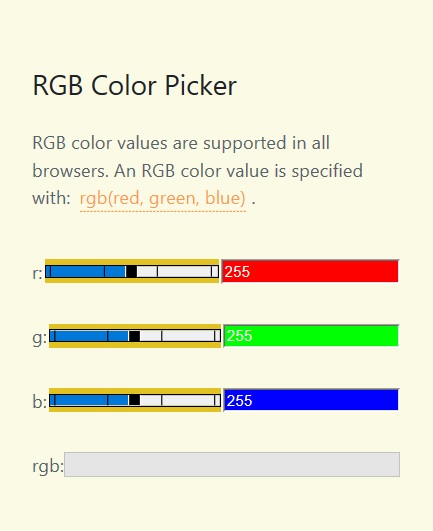 RGB Color Picker
RGB color values are supported in all
browsers. An RGB color value is specified
with: rgb(red, green, blue) .
r: 255
g: 255
b: 255
rgb: